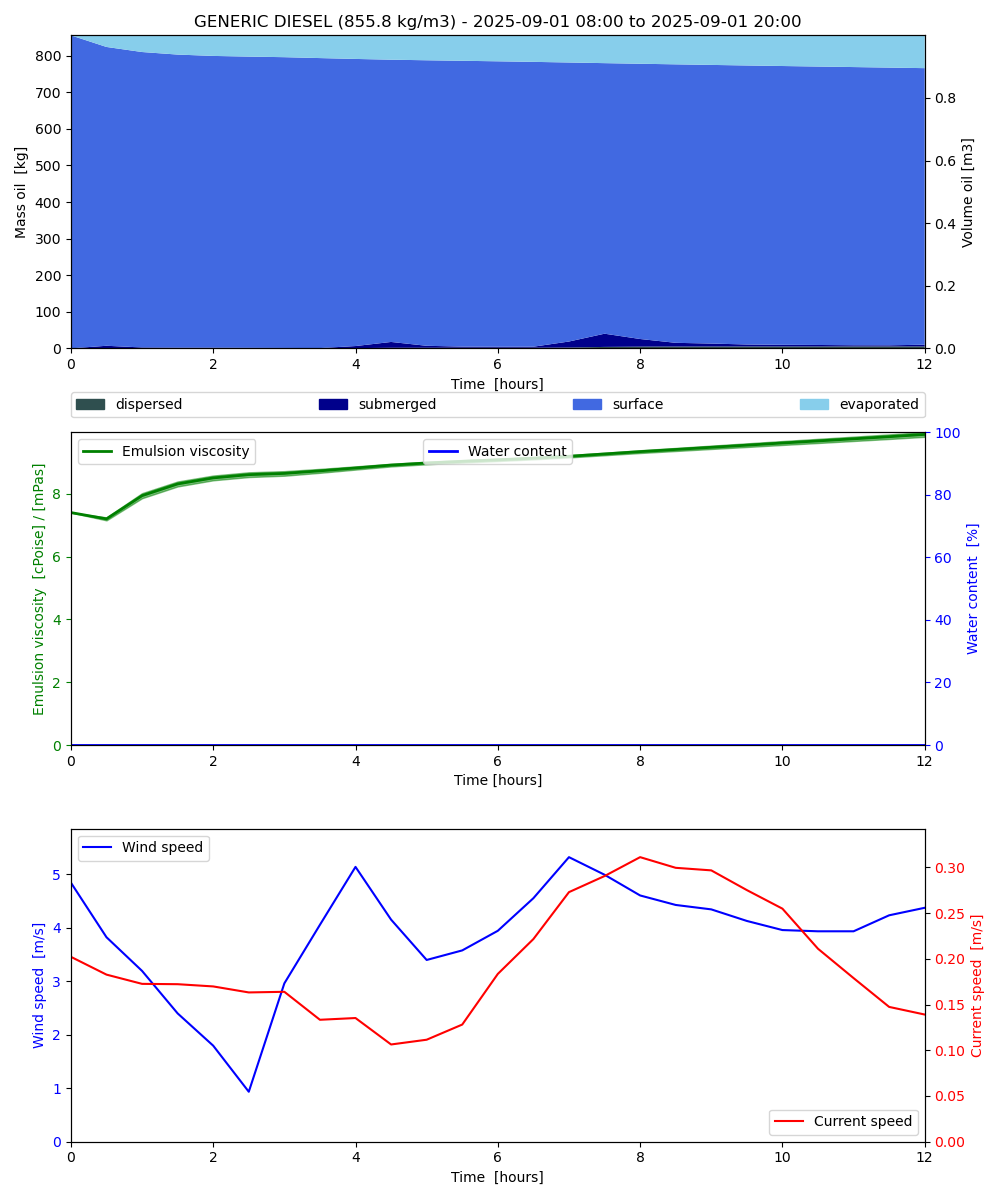 GENERIC DIESEL (855.8 kg/m3) - 2025-09-01 08:00 to 2025-09-01 20:00
Mass oil  [kg]
800
700
600
500
400
300
200
100
0
0.8
0.6
0.4
0.2
0.0
Volume oil [m3]
0 2 4 6 8 10 12
Time  [hours]
dispersed submerged surface evaporated
Emulsion viscosity
Water content
Emulsion viscosity  [cPoise] / [mPas]
8
6
4
2
0
100
80
60
40
20
0
Water content  [%]
0 2 4 6 8 10 12
Time [hours]
Wind speed
Wind speed  [m/s]
5
4
3
2
1
0
0.30
0.25
0.20
0.15
0.10
0.05
0.00
Current speed  [m/s]
Current speed
0 2 4 6 8 10 12
Time  [hours]